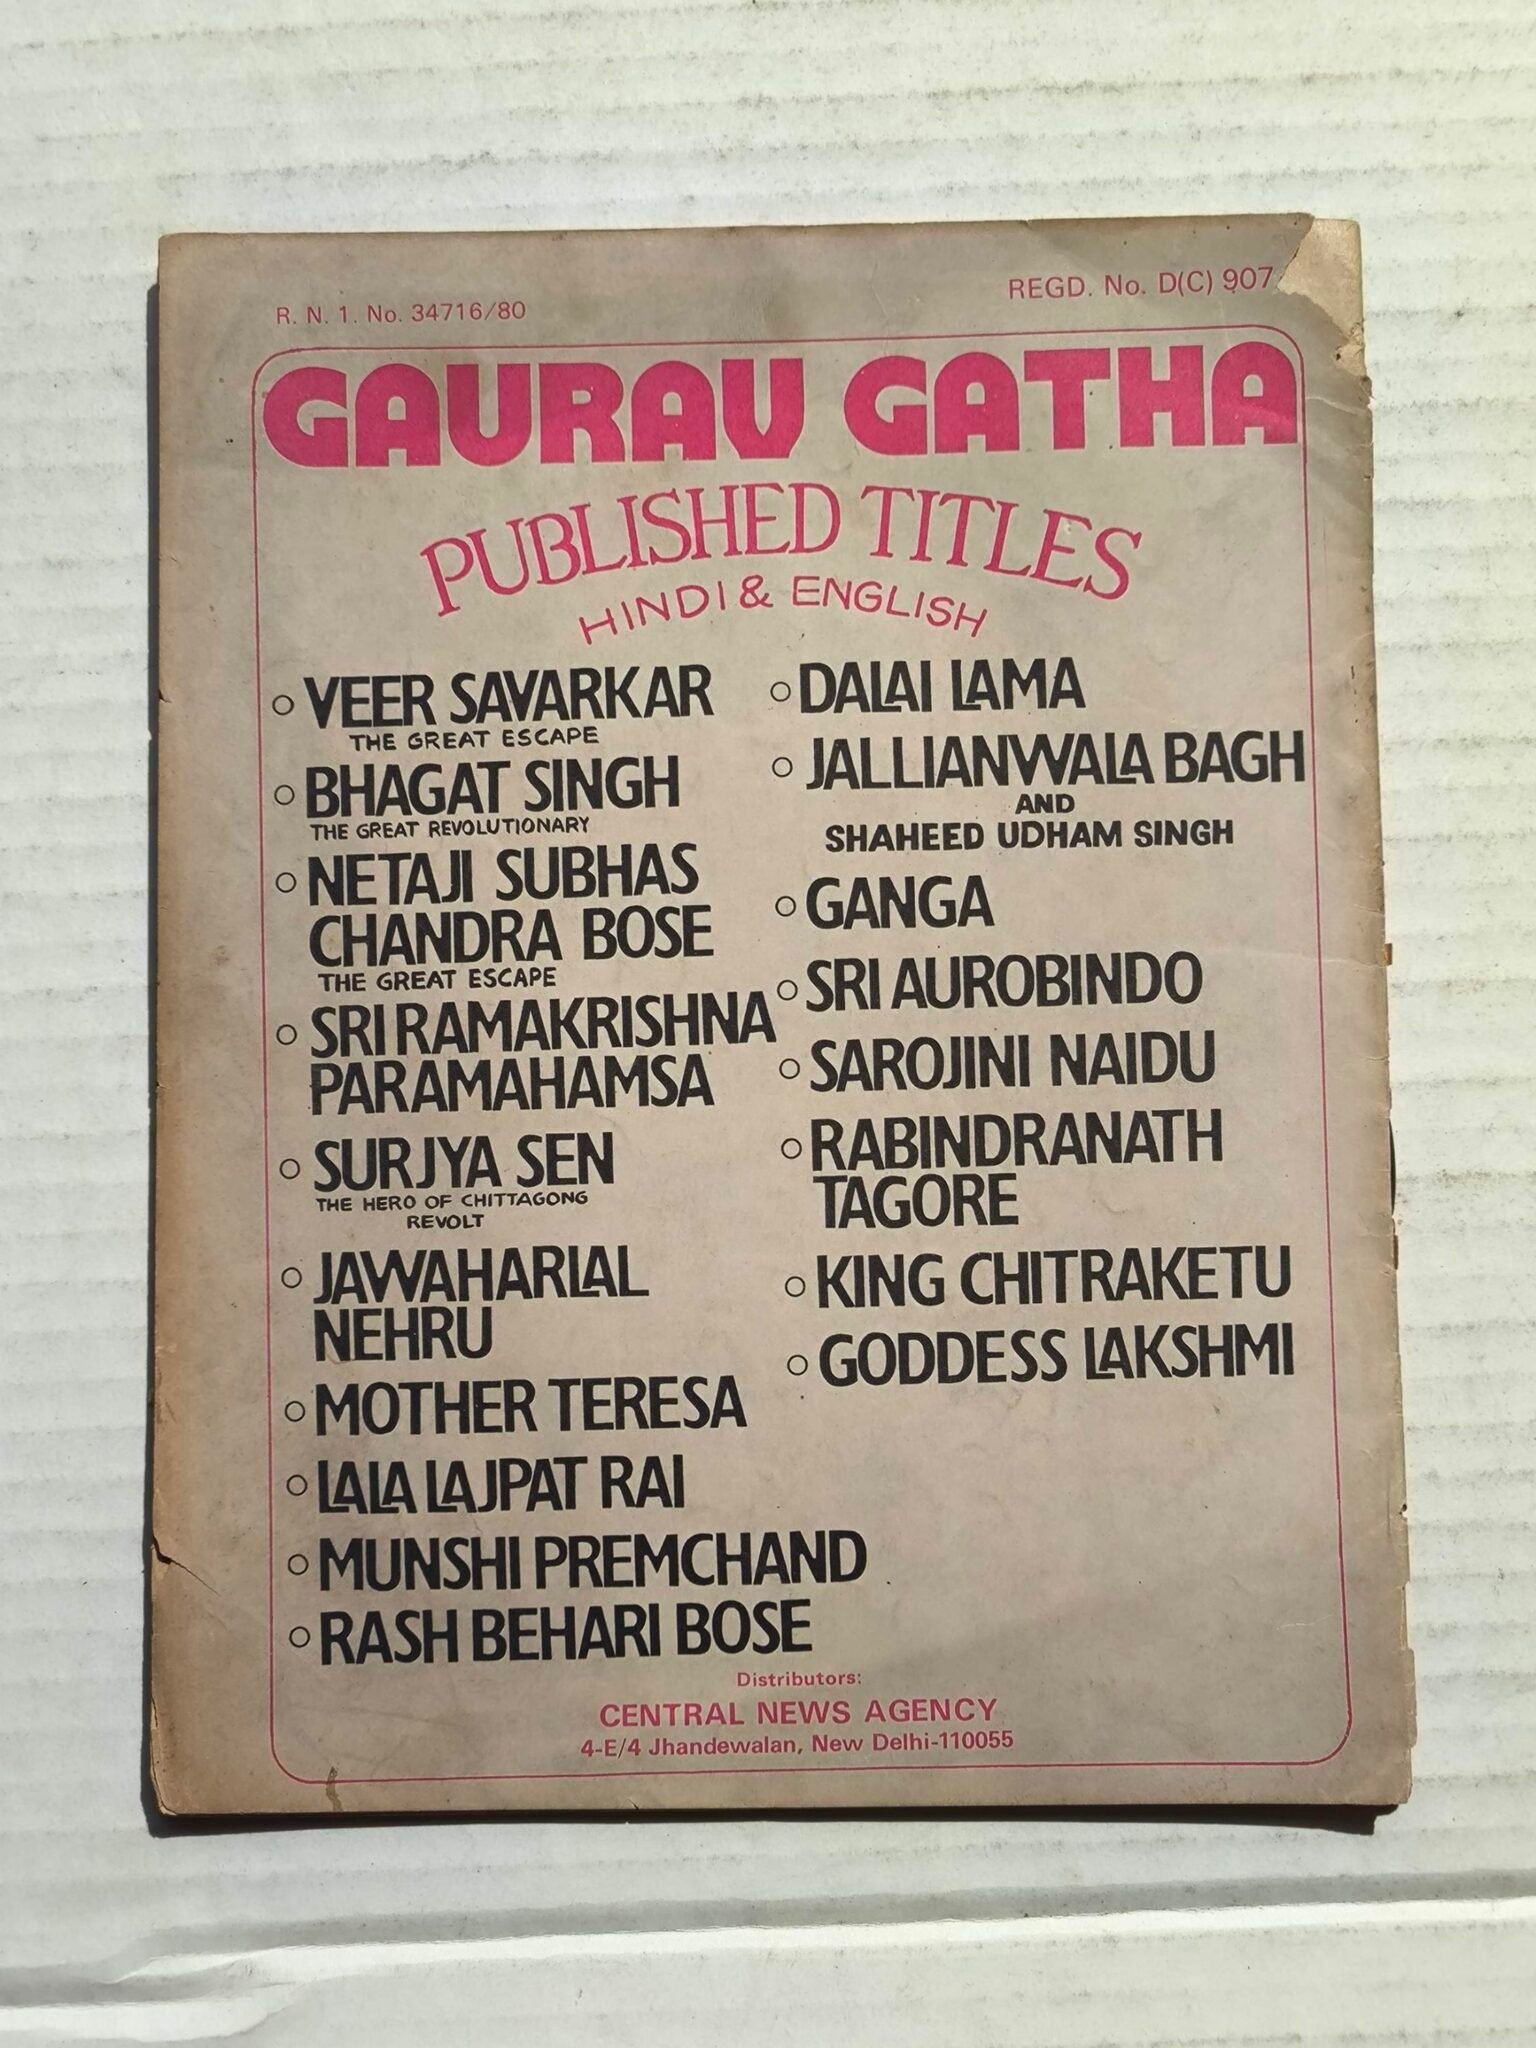 R. N. 1. No. 34716/80
REGD. No. D(C) 907
GAURAV GATHA
PUBLISHED TITLES
HINDI & ENGLISH
VEER SAVARKAR
THE GREAT ESCAPE
BHAGAT SINGH
THE GREAT REVOLUTIONARY
NETAJI SUBHAS
CHANDRA BOSE
THE GREAT ESCAPE
SRI RAMAKRISHNA
PARAMAHAMSA
SURJYA SEN
THE HERO OF CHITTAGONG
REVOLT
JAWAHARLAL
NEHRU
MOTHER TERESA
LALA LAJPAT RAI
MUNSHI PREMCHAND
RASH BEHARI BOSE
DALAI LAMA
JALLIANWALA BAGH
AND
SHAHEED UDHAM SINGH
GANGA
SRI AUROBINDO
SAROJINI NAIDU
RABINDRANATH
TAGORE
KING CHITRAKETU
GODDESS LAKSHMI
Distributors:
CENTRAL NEWS AGENCY
4-E/4 Jhandewalan, New Delhi-110055